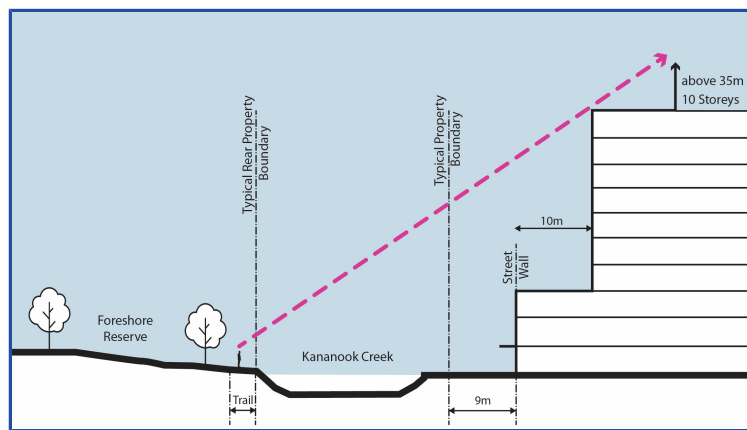 above 35m
10 Storeys
Typical Rear Property
Boundary
Typical Property
Boundary
10m
Street
Wall
Foreshore
Reserve
Kananook Creek
Trail
9m